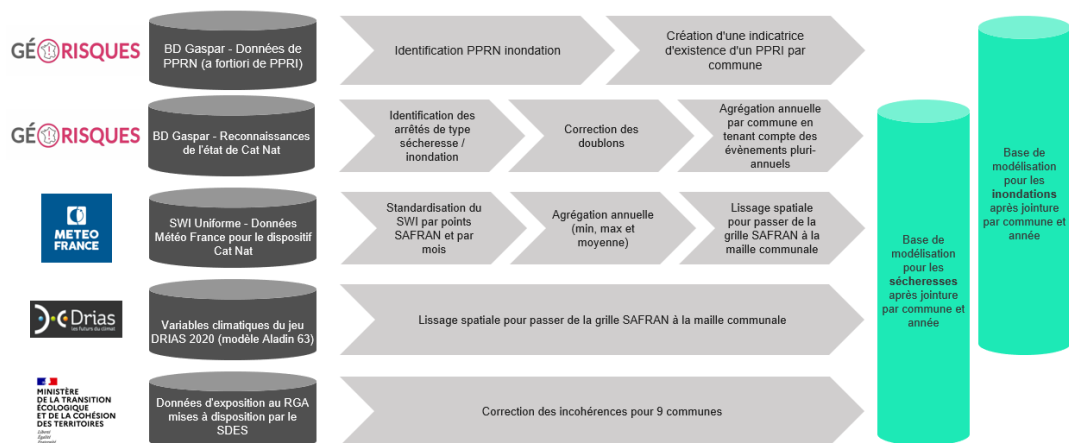 GÉORISQUES
BD Gaspar - Données de
PPRN (a fortiori de PPRI)
Identification PPRN inondation
Création d'une indicatrice
d'existence d'un PPRI par
commune
GÉORISQUES
BD Gaspar - Reconnaissances
de l'état de Cat Nat
Identification des
arrêtés de type
sécheresse /
inondation
Correction des
doublons
Agrégation annuelle
par commune en
tenant compte des
évènements pluri-
annuels
METEO
FRANCE
SWI Uniforme - Données
Météo France pour le dispositif
Cat Nat
Standardisation du
SWI par points
SAFRAN et par
mois
Agrégation annuelle
(min, max et
moyenne)
Lissage spatiale
pour passer de la
grille SAFRAN à la
maille communale
Drias
les futurs du climat
Variables climatiques du jeu
DRIAS 2020 (modèle Aladin 63)
Lissage spatiale pour passer de la grille SAFRAN à la maille communale
MINISTÈRE
DE LA TRANSITION
ÉCOLOGIQUE
ET DE LA COHÉSION
DES TERRITOIRES
Liberté
Égalité
Fraternité
Données d'exposition au RGA
mises à disposition par le
SDES
Correction des incohérences pour 9 communes
Base de
modélisation
pour les
sécheresses
après jointure
par commune et
année
Base de
modélisation
pour les
inondations
après jointure
par commune et
année